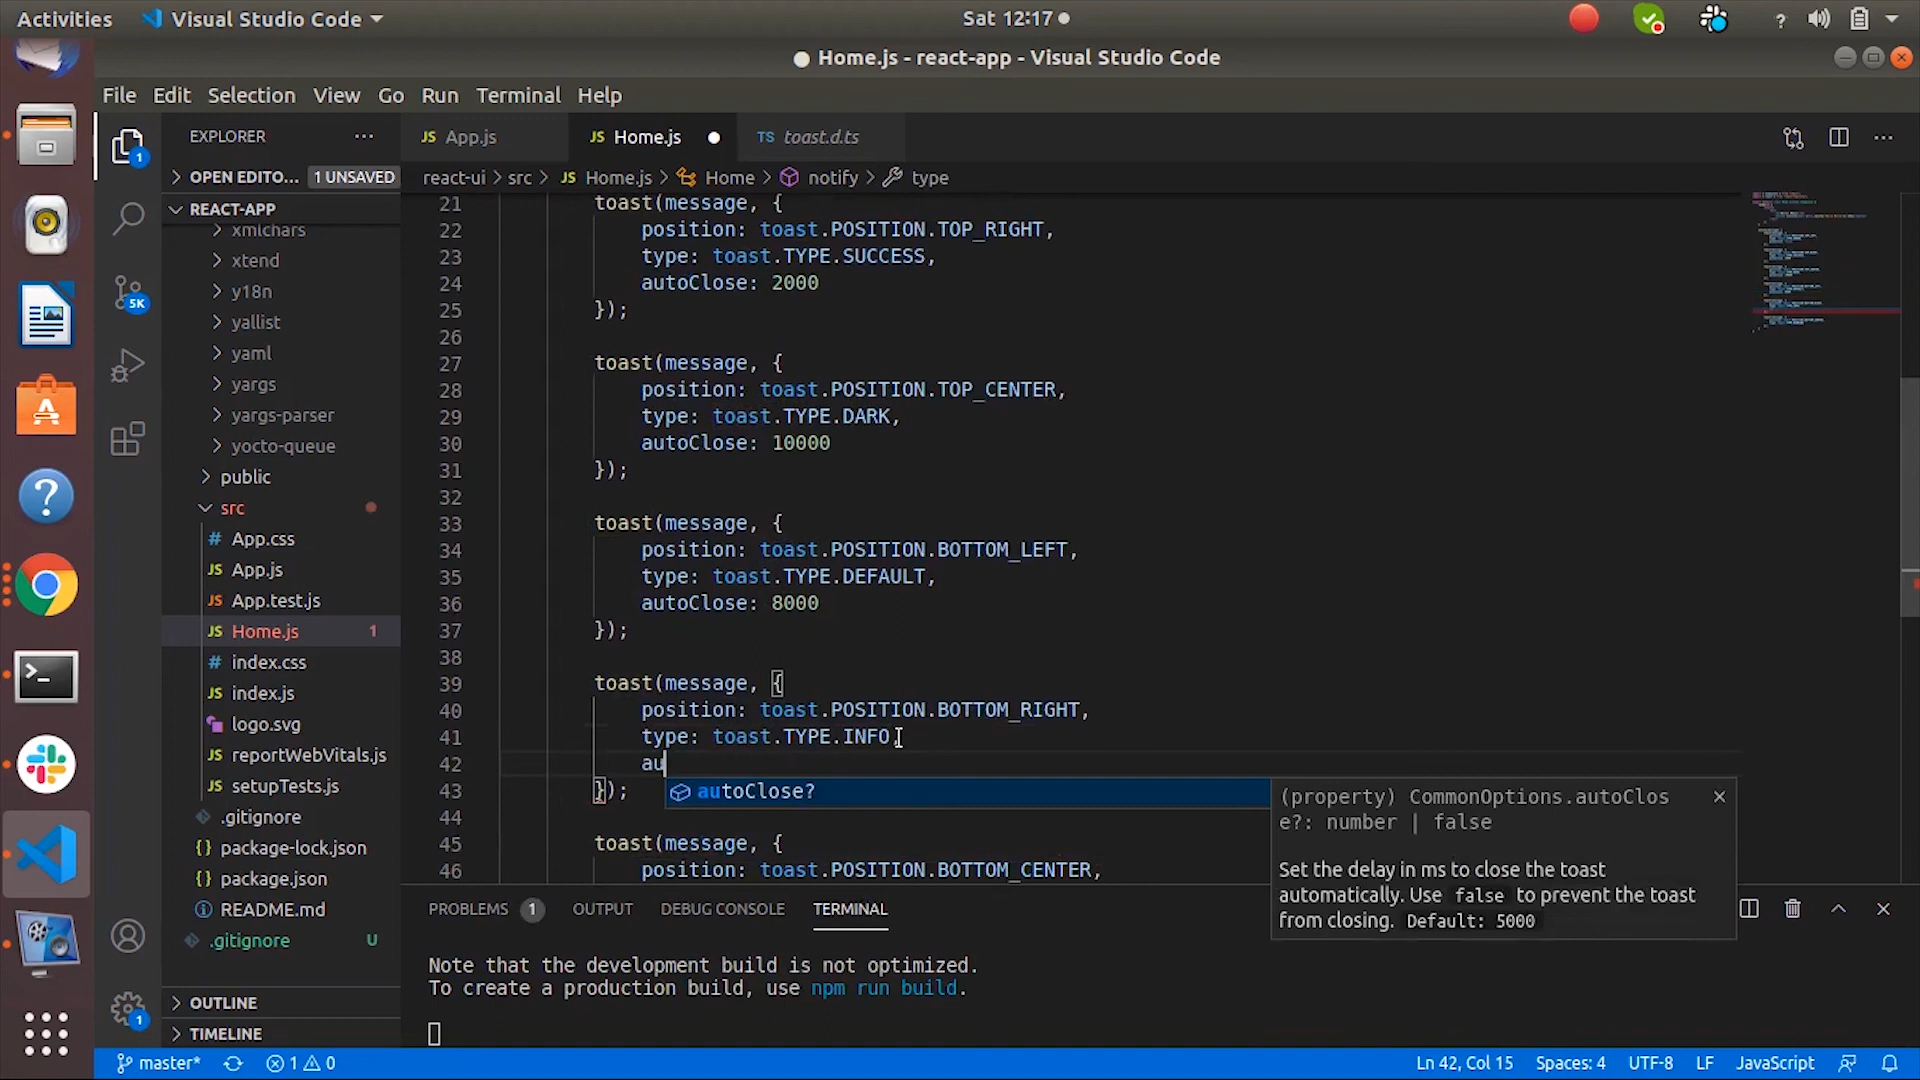 Activities Visual Studio Code Sat 12:17
Home.js - react-app - Visual Studio Code
File Edit Selection View Go Run Terminal Help
EXPLORER
OPEN EDITO... 1 UNSAVED
REACT-APP
xmlchars
xtend
y18n
yallist
yaml
yargs
yargs-parser
yocto-queue
public
src
App.css
App.js
App.test.js
Home.js 1
index.css
index.js
logo.svg
reportWebVitals.js
setupTests.js
.gitignore
package-lock.json
package.json
README.md
.gitignore U
OUTLINE
TIMELINE
1
5K
1
JS App.js JS Home.js TS toast.d.ts
react-ui > src > JS Home.js > Home > notify > type
21 toast(message, {
22 position: toast.POSITION.TOP_RIGHT,
23 type: toast.TYPE.SUCCESS,
24 autoClose: 2000
25 });
26
27 toast(message, {
28 position: toast.POSITION.TOP_CENTER,
29 type: toast.TYPE.DARK,
30 autoClose: 10000
31 });
32
33 toast(message, {
34 position: toast.POSITION.BOTTOM_LEFT,
35 type: toast.TYPE.DEFAULT,
36 autoClose: 8000
37 });
38
39 toast(message, {
40 position: toast.POSITION.BOTTOM_RIGHT,
41 type: toast.TYPE.INFO,
42 au
43 });
44
45 toast(message, {
46 position: toast.POSITION.BOTTOM_CENTER,
autoClose?
(property) CommonOptions.autoClos
e?: number | false
Set the delay in ms to close the toast
automatically. Use false to prevent the toast
from closing. Default: 5000
PROBLEMS 1 OUTPUT DEBUG CONSOLE TERMINAL
Note that the development build is not optimized.
To create a production build, use npm run build.
master* 1 0 Ln 42, Col 15 Spaces: 4 UTF-8 LF JavaScript